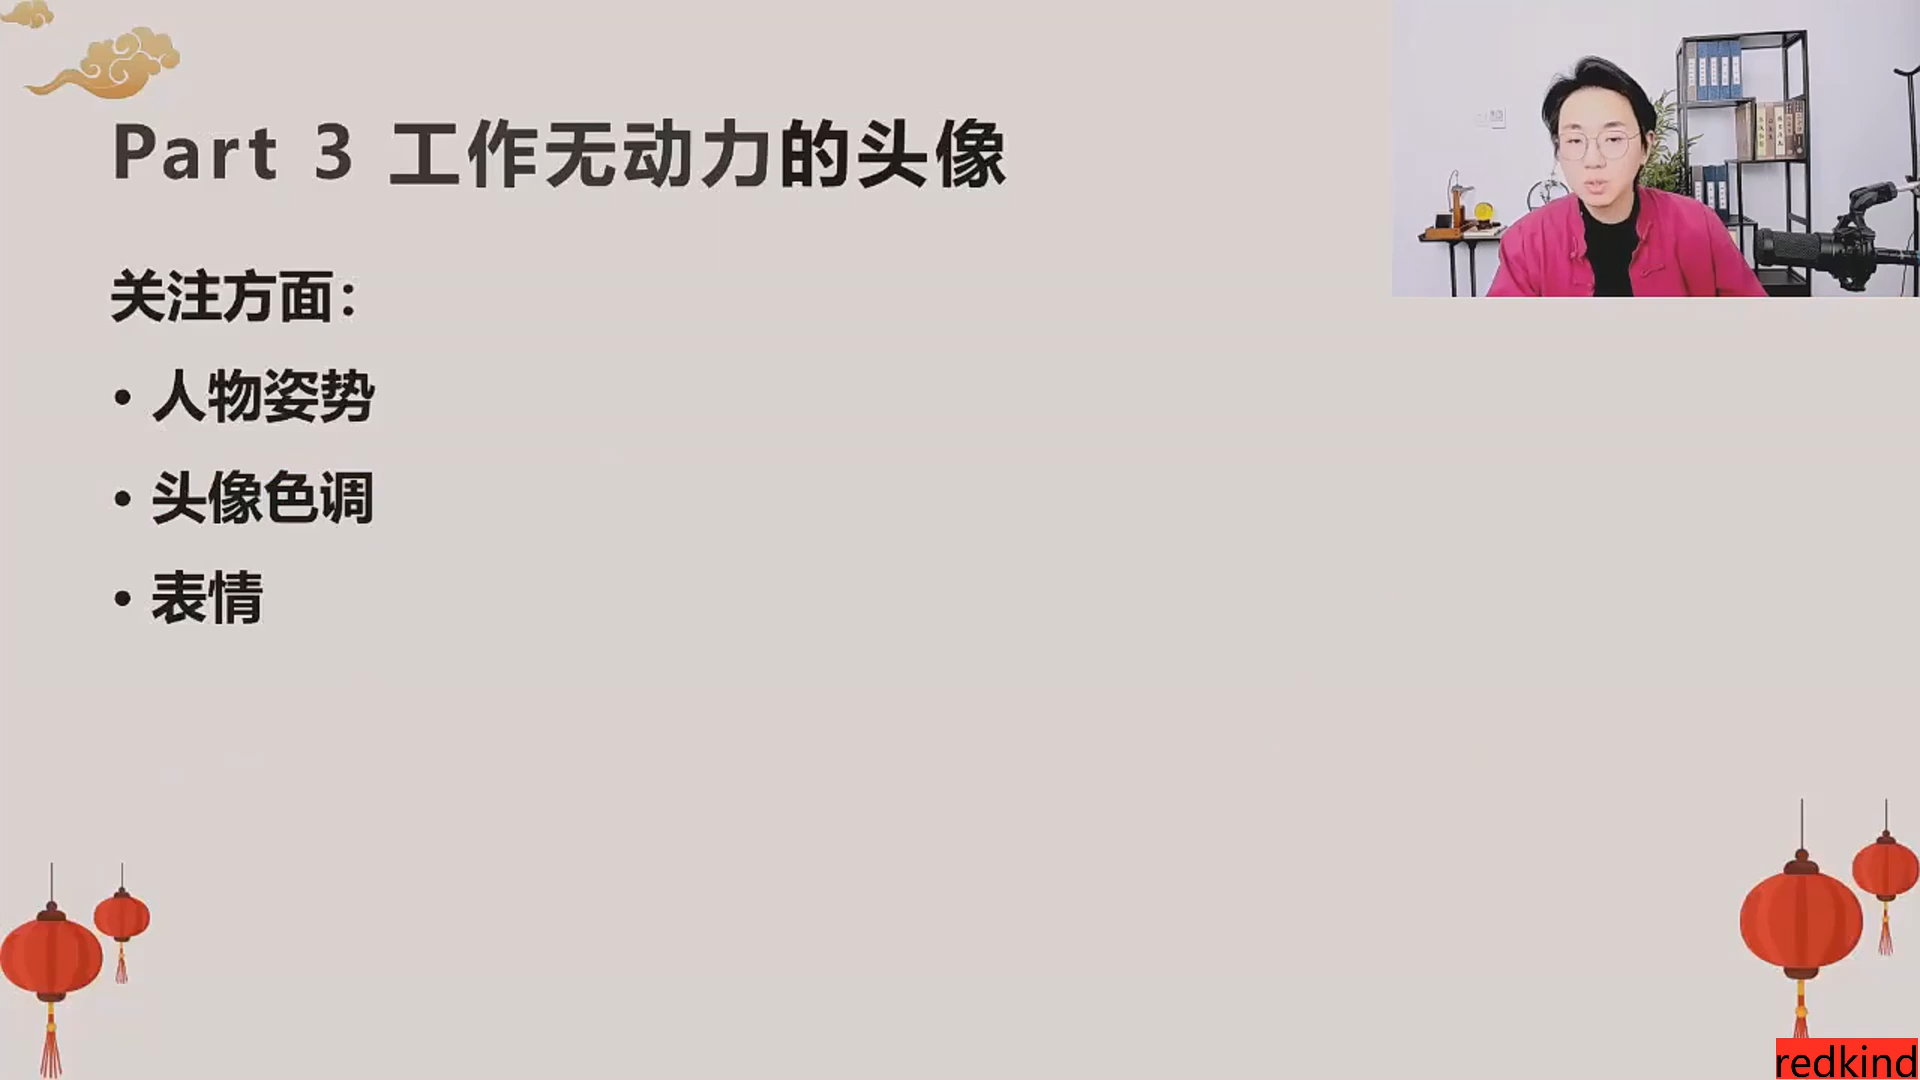 Part 3 工作无动力的头像
关注方面：
• 人物姿势
• 头像色调
• 表情
redkind